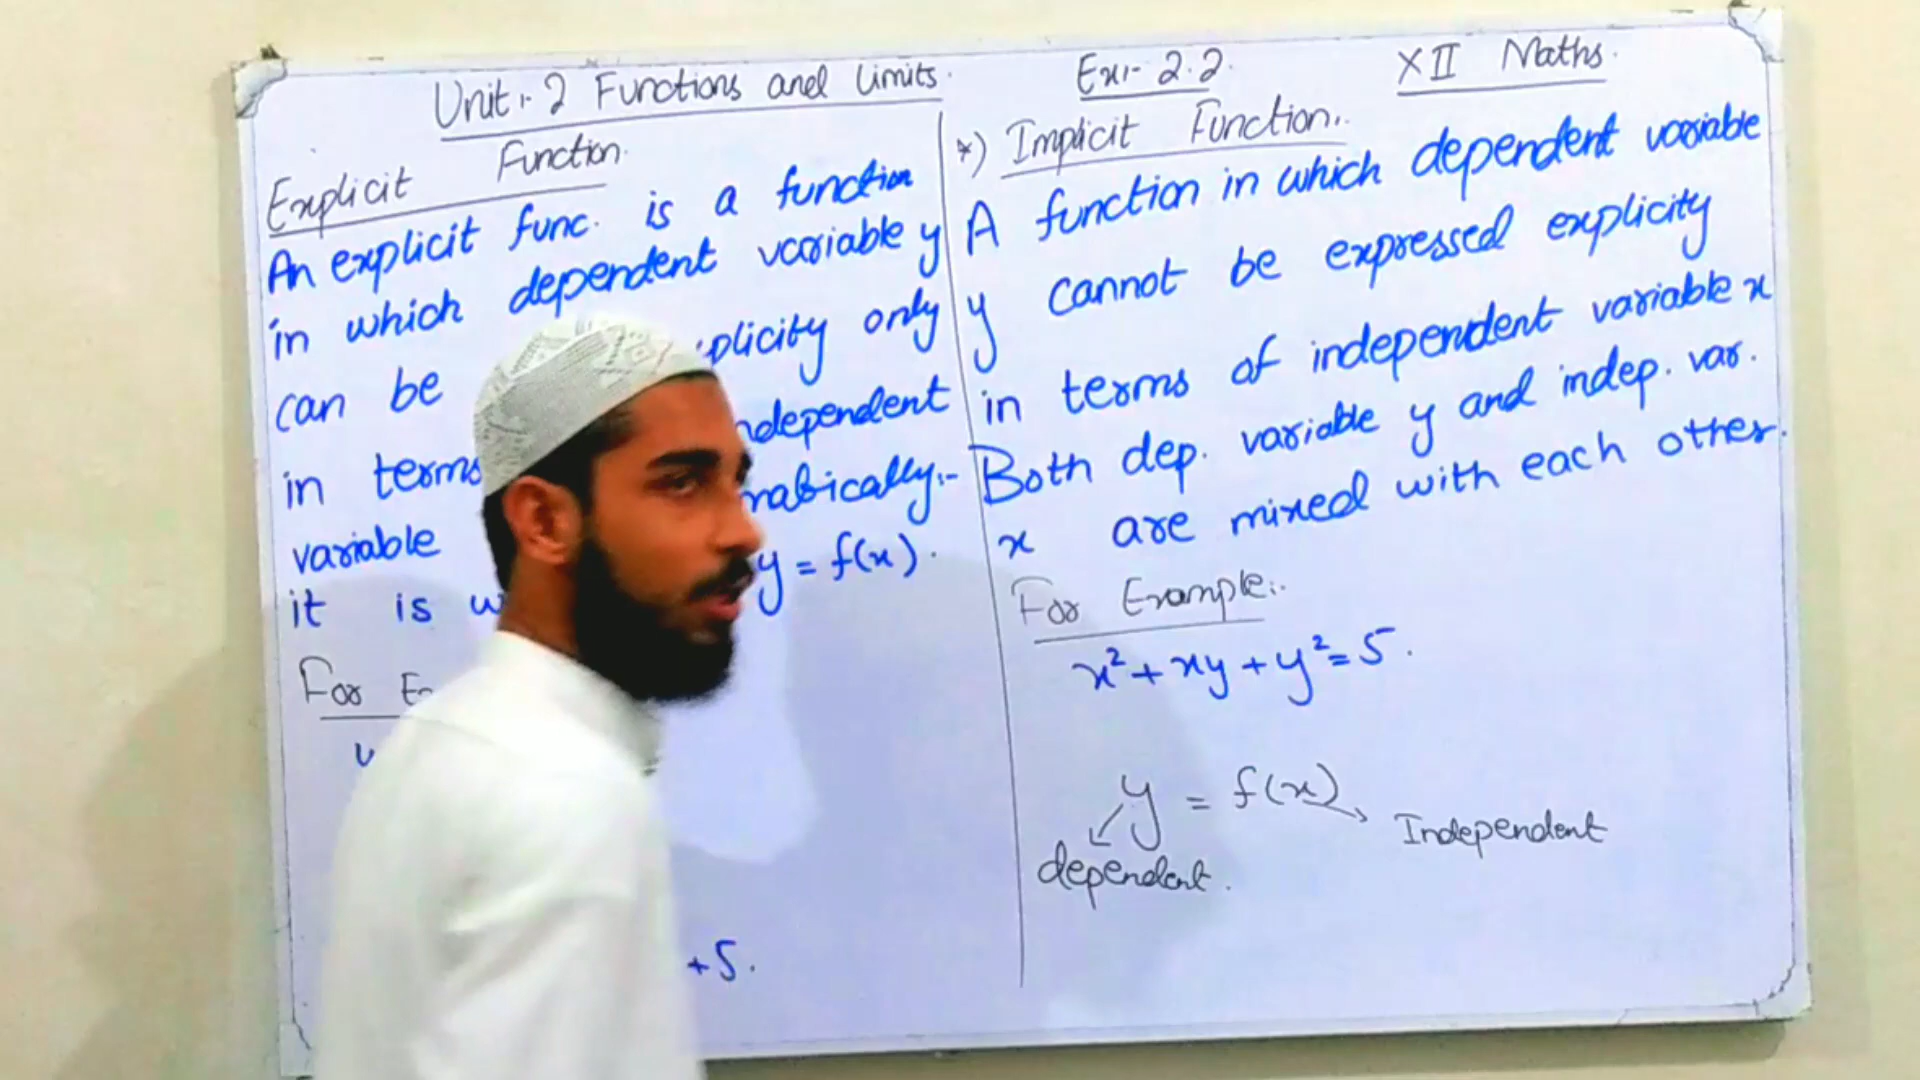 Unit:- 2 Functions and Limits.
Ex:- 2.2.
XII Maths.
Explicit Function.
An explicit func. is a function
in which dependent variable y
can be plicity only
in terms ndependent
variable rabically:-
it is w y = f(x).
For E
+5.
*) Implicit Function:.
A function in which dependent variable
y cannot be expressed explicity
in terms of independent variable x
Both dep. variable y and indep. var.
x are mixed with each other.
For Example:.
x²+xy+y²=5.
y = f(x)
dependent.
Independent